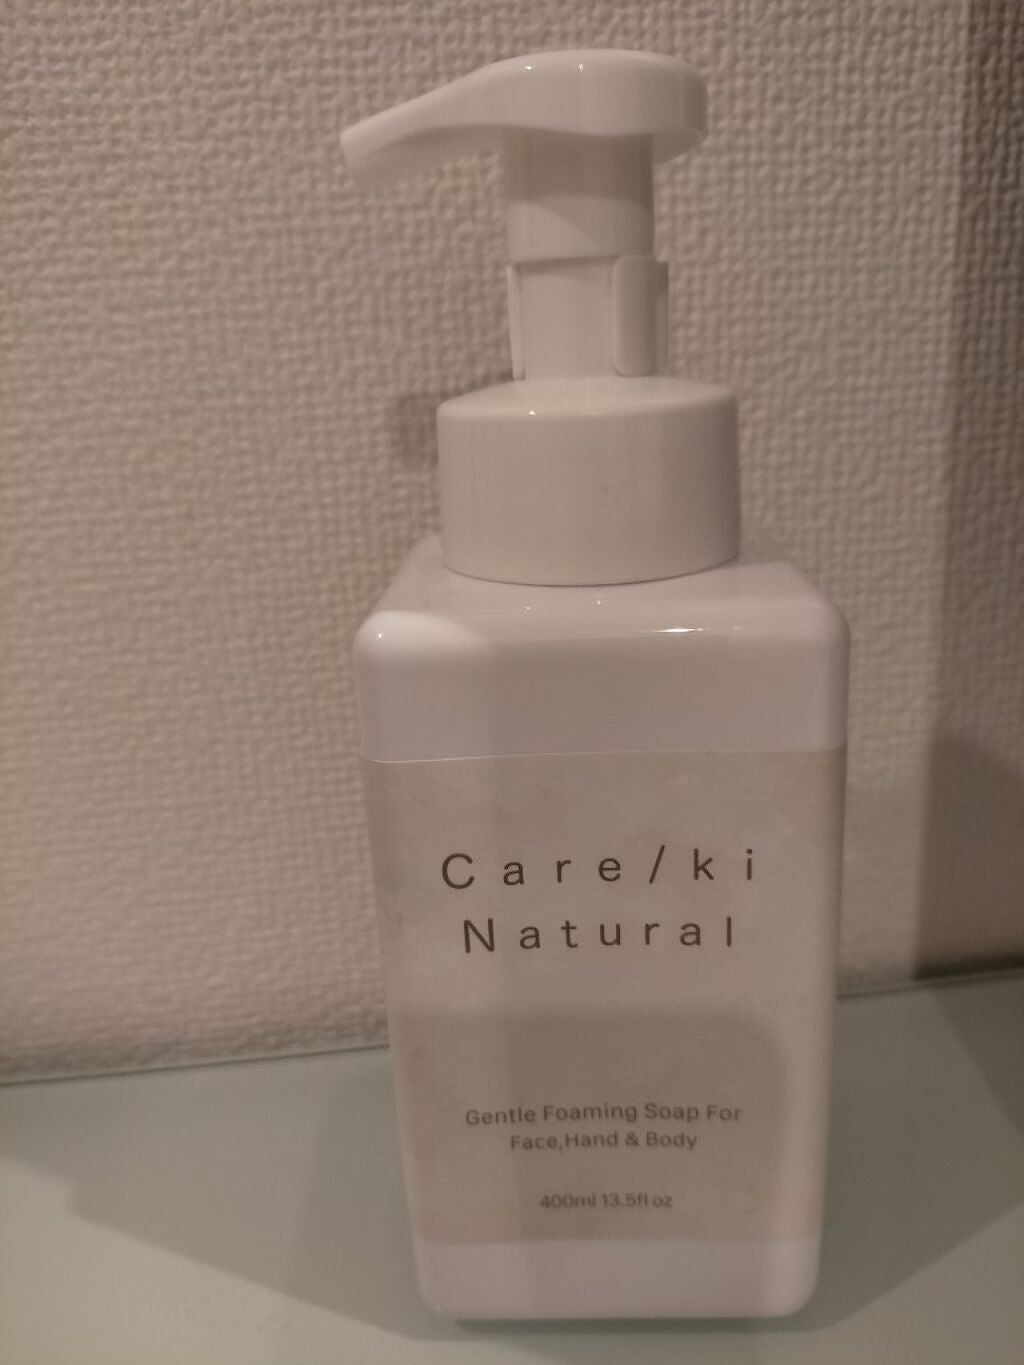 Care/ki
Natural
Gentle Foaming Soap For
Face,Hand & Body
400ml 13.5fl oz